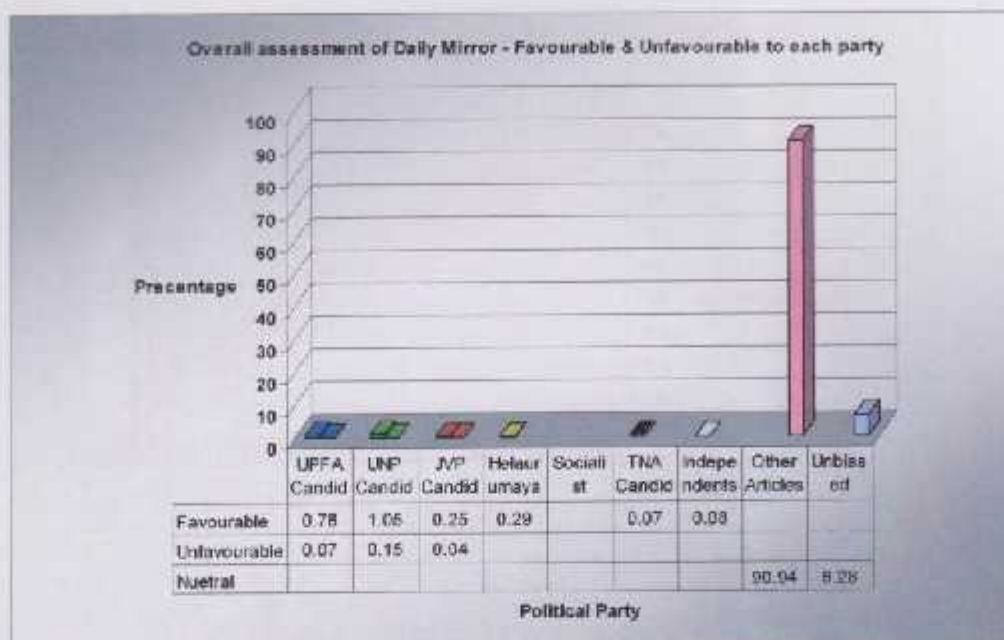 Overall assessment of Daily Mirror - Favourable & Unfavourable to each party
100
90
80
70
60
50
40
30
20
10
0
Precentage
UPFA Candid UNP Candid JVP Candid Helaur umaya Sociali st TNA Candid Indepe ndents Other Articles Unbias ed
Favourable 0.78 1.05 0.25 0.29 0.07 0.08
Unfavourable 0.07 0.15 0.04
Nuetral 90.94 6.28
Political Party